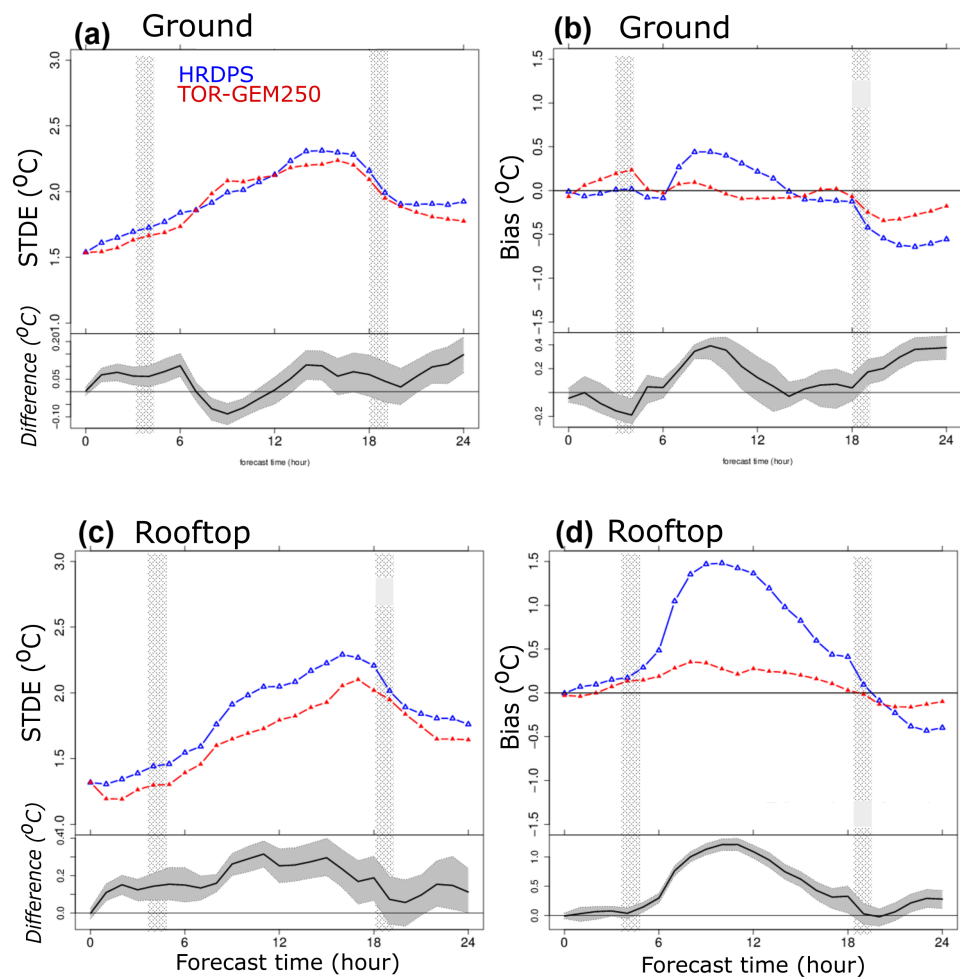 (a) Ground
(b) Ground
HRDPS
TOR-GEM250
STDE (⁰C)
3.0
2.5
2.0
1.5
1.0
Bias (⁰C)
1.5
1.0
0.5
0.0
−0.5
−1.0
−1.5
Difference (⁰C)
0.20
0.05
−0.10
0.4
0.2
−0.2
0 6 12 18 24
forecast time (hour)
0 6 12 18 24
forecast time (hour)
(c) Rooftop
(d) Rooftop
STDE (⁰C)
3.0
2.5
2.0
1.5
1.0
Bias (⁰C)
1.5
1.0
0.5
0.0
−0.5
−1.0
−1.5
Difference (⁰C)
0.4
0.2
0.0
1.0
0.5
0.0
0 6 12 18 24
Forecast time (hour)
0 6 12 18 24
Forecast time (hour)